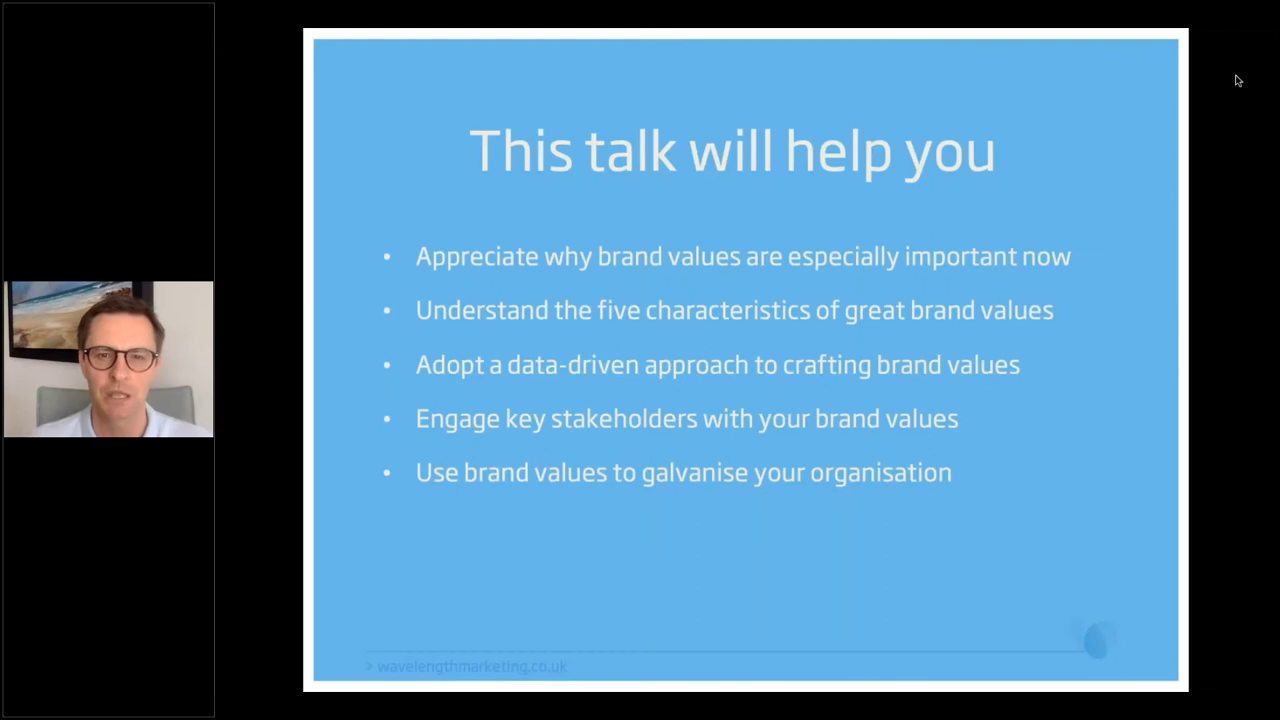 This talk will help you
• Appreciate why brand values are especially important now
• Understand the five characteristics of great brand values
• Adopt a data-driven approach to crafting brand values
• Engage key stakeholders with your brand values
• Use brand values to galvanise your organisation
> wavelengthmarketing.co.uk